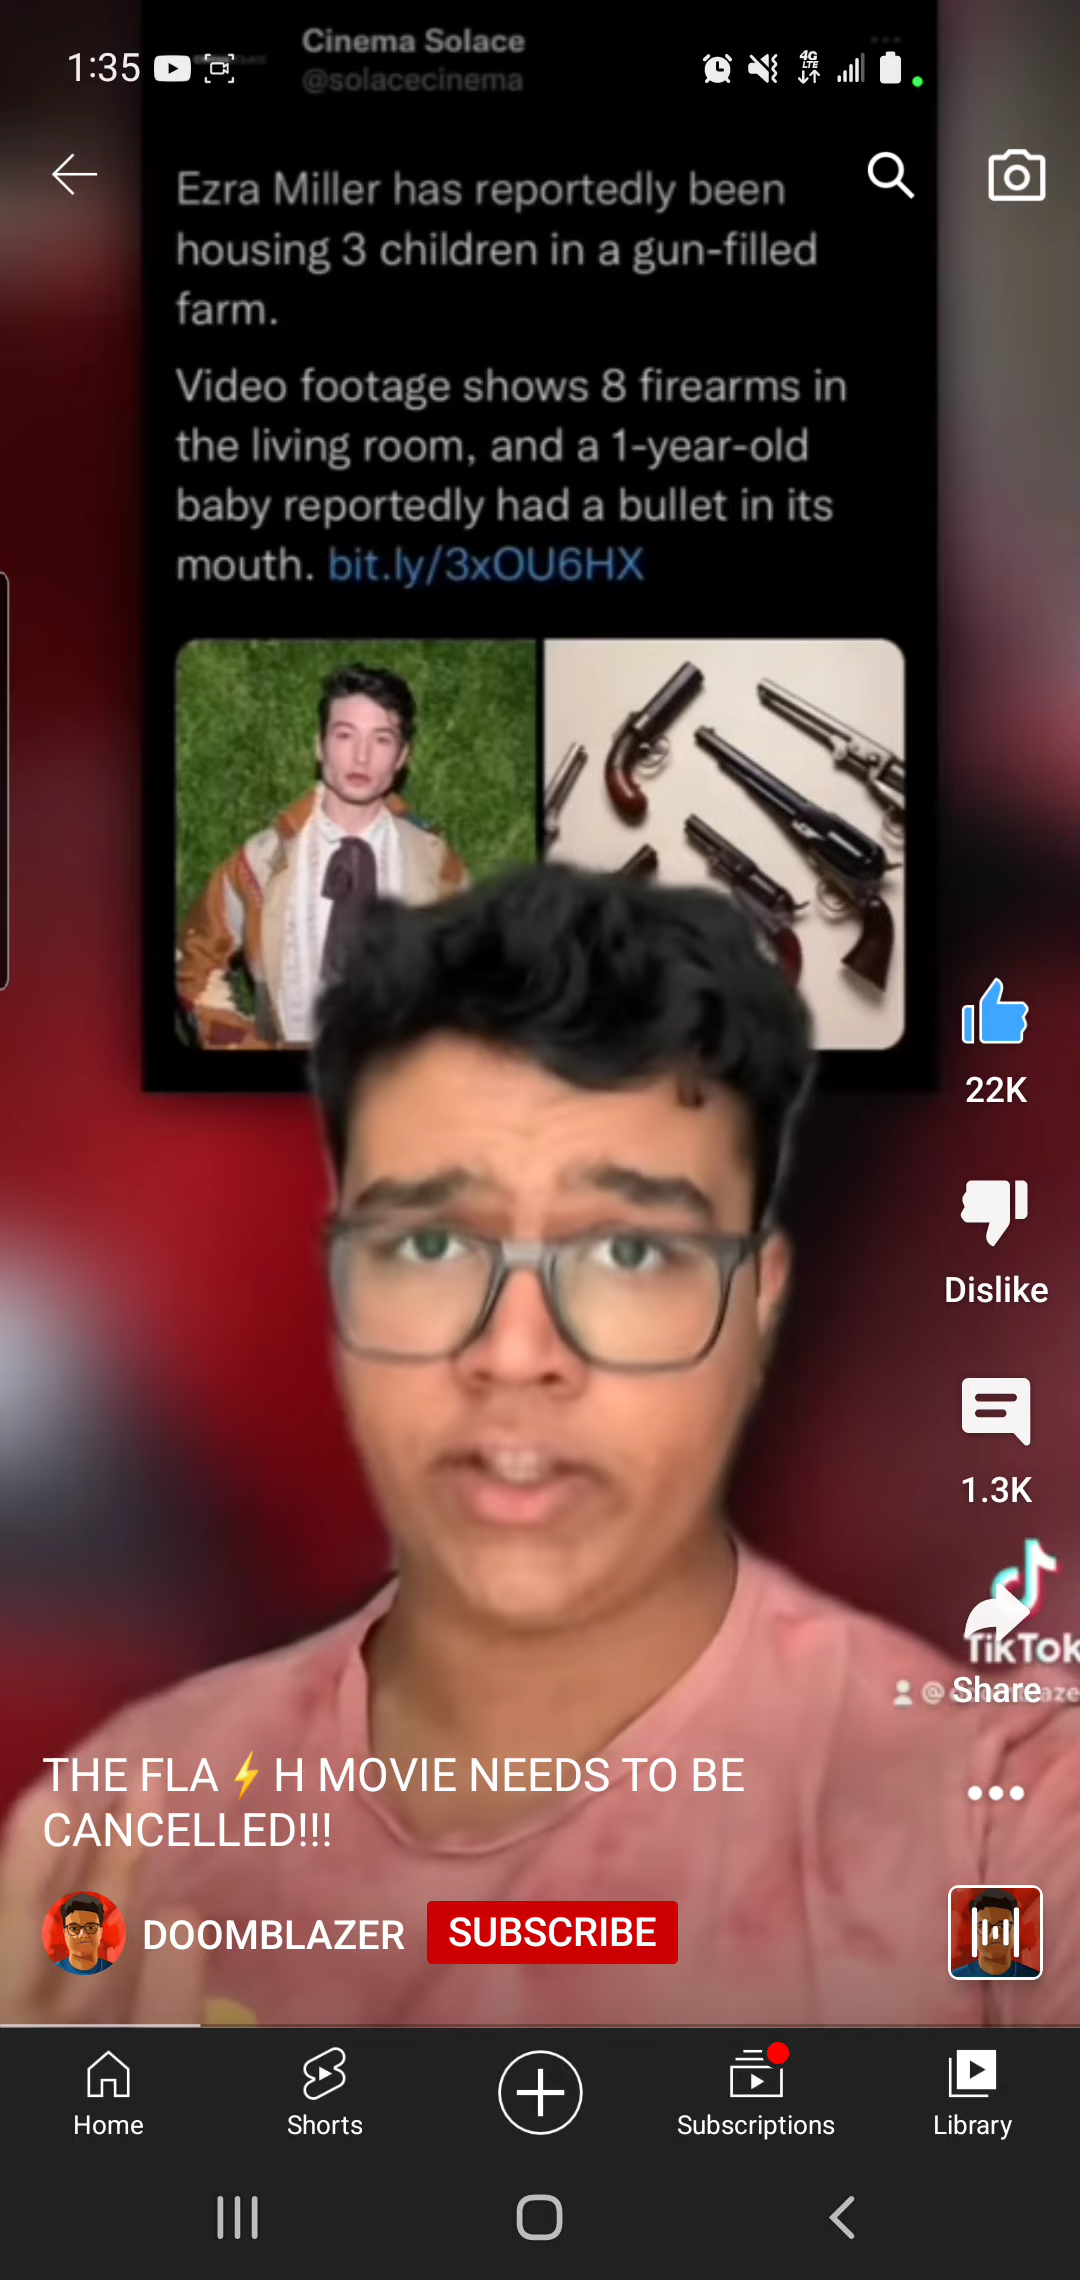 Cinema Solace
@solacecinema
1:35
4G
LTE
Ezra Miller has reportedly been
housing 3 children in a gun-filled
farm.
Video footage shows 8 firearms in
the living room, and a 1-year-old
baby reportedly had a bullet in its
mouth. bit.ly/3xOU6HX
22K
Dislike
1.3K
TikTok
Share
THE FLA⚡H MOVIE NEEDS TO BE
CANCELLED!!!
DOOMBLAZER SUBSCRIBE
Home Shorts Subscriptions Library